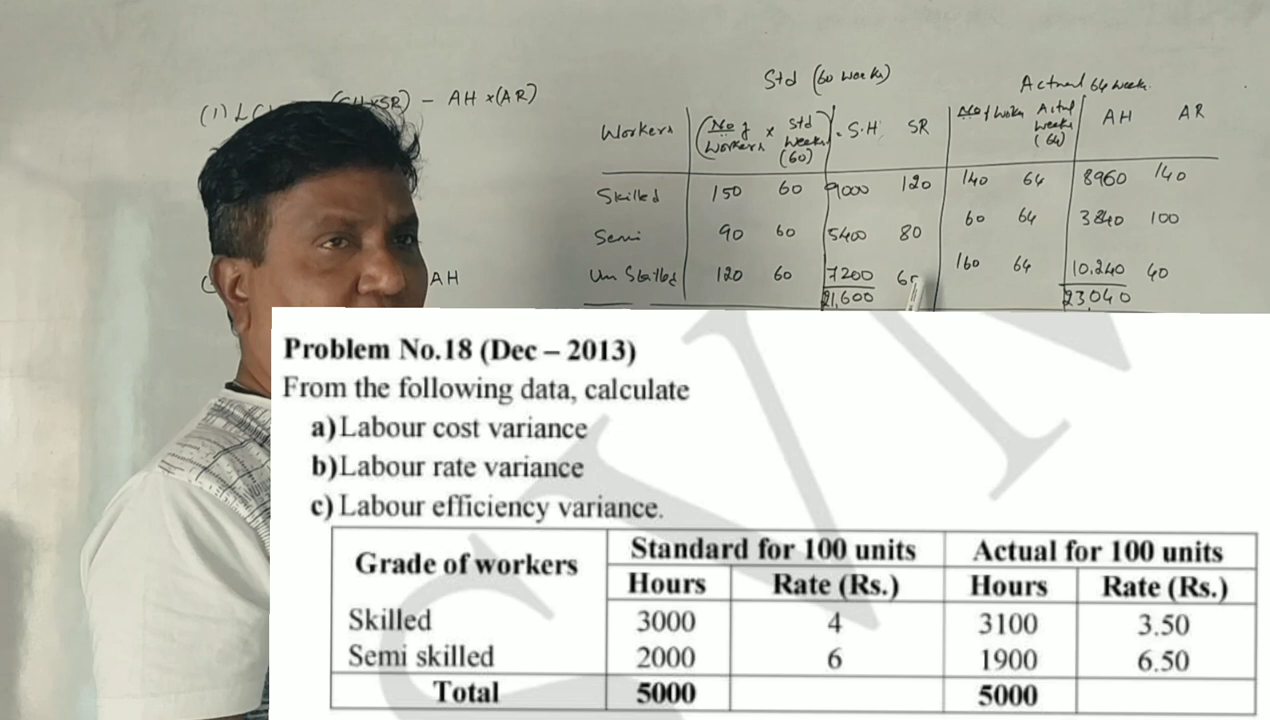 (1) L SR) – AH x(AR)
AH
Std (60 weeks) Actual 64 week.
Workers (No of Workers x Std Weeks (60)) = S.H SR No of Worker Actul weeks (64) AH AR
Skilled 150 60 9000 120 140 64 8960 140
Semi 90 60 5400 80 60 64 3840 100
Un Skilled 120 60 7200 160 64 10,240 40
21,600 23040
Problem No.18 (Dec – 2013)
From the following data, calculate
a) Labour cost variance
b) Labour rate variance
c) Labour efficiency variance.
Grade of workers Standard for 100 units Actual for 100 units
Hours Rate (Rs.) Hours Rate (Rs.)
Skilled 3000 4 3100 3.50
Semi skilled 2000 6 1900 6.50
Total 5000 5000
SVM